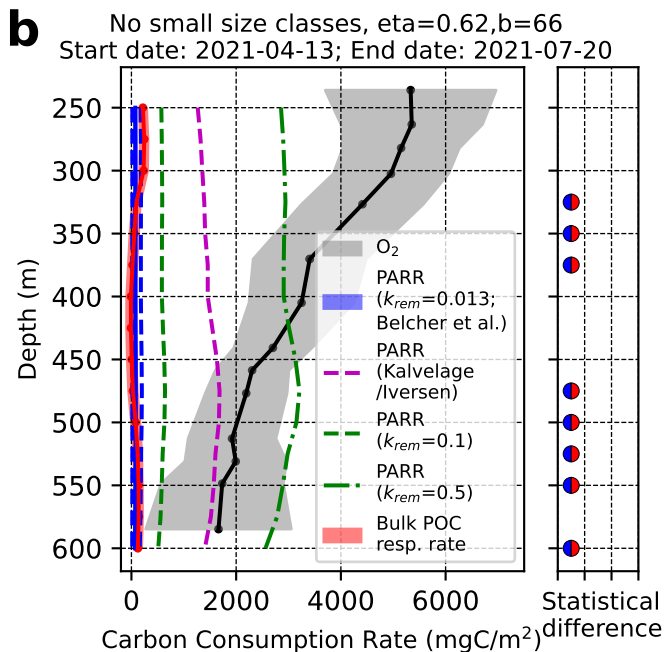 b
No small size classes, eta=0.62,b=66
Start date: 2021-04-13; End date: 2021-07-20
250
300
350
400
450
500
550
600
Depth (m)
O₂
PARR
(k_rem=0.013;
Belcher et al.)
PARR
(Kalvelage
/Iversen)
PARR
(k_rem=0.1)
PARR
(k_rem=0.5)
Bulk POC
resp. rate
0 2000 4000 6000
Carbon Consumption Rate (mgC/m²)
Statistical
difference